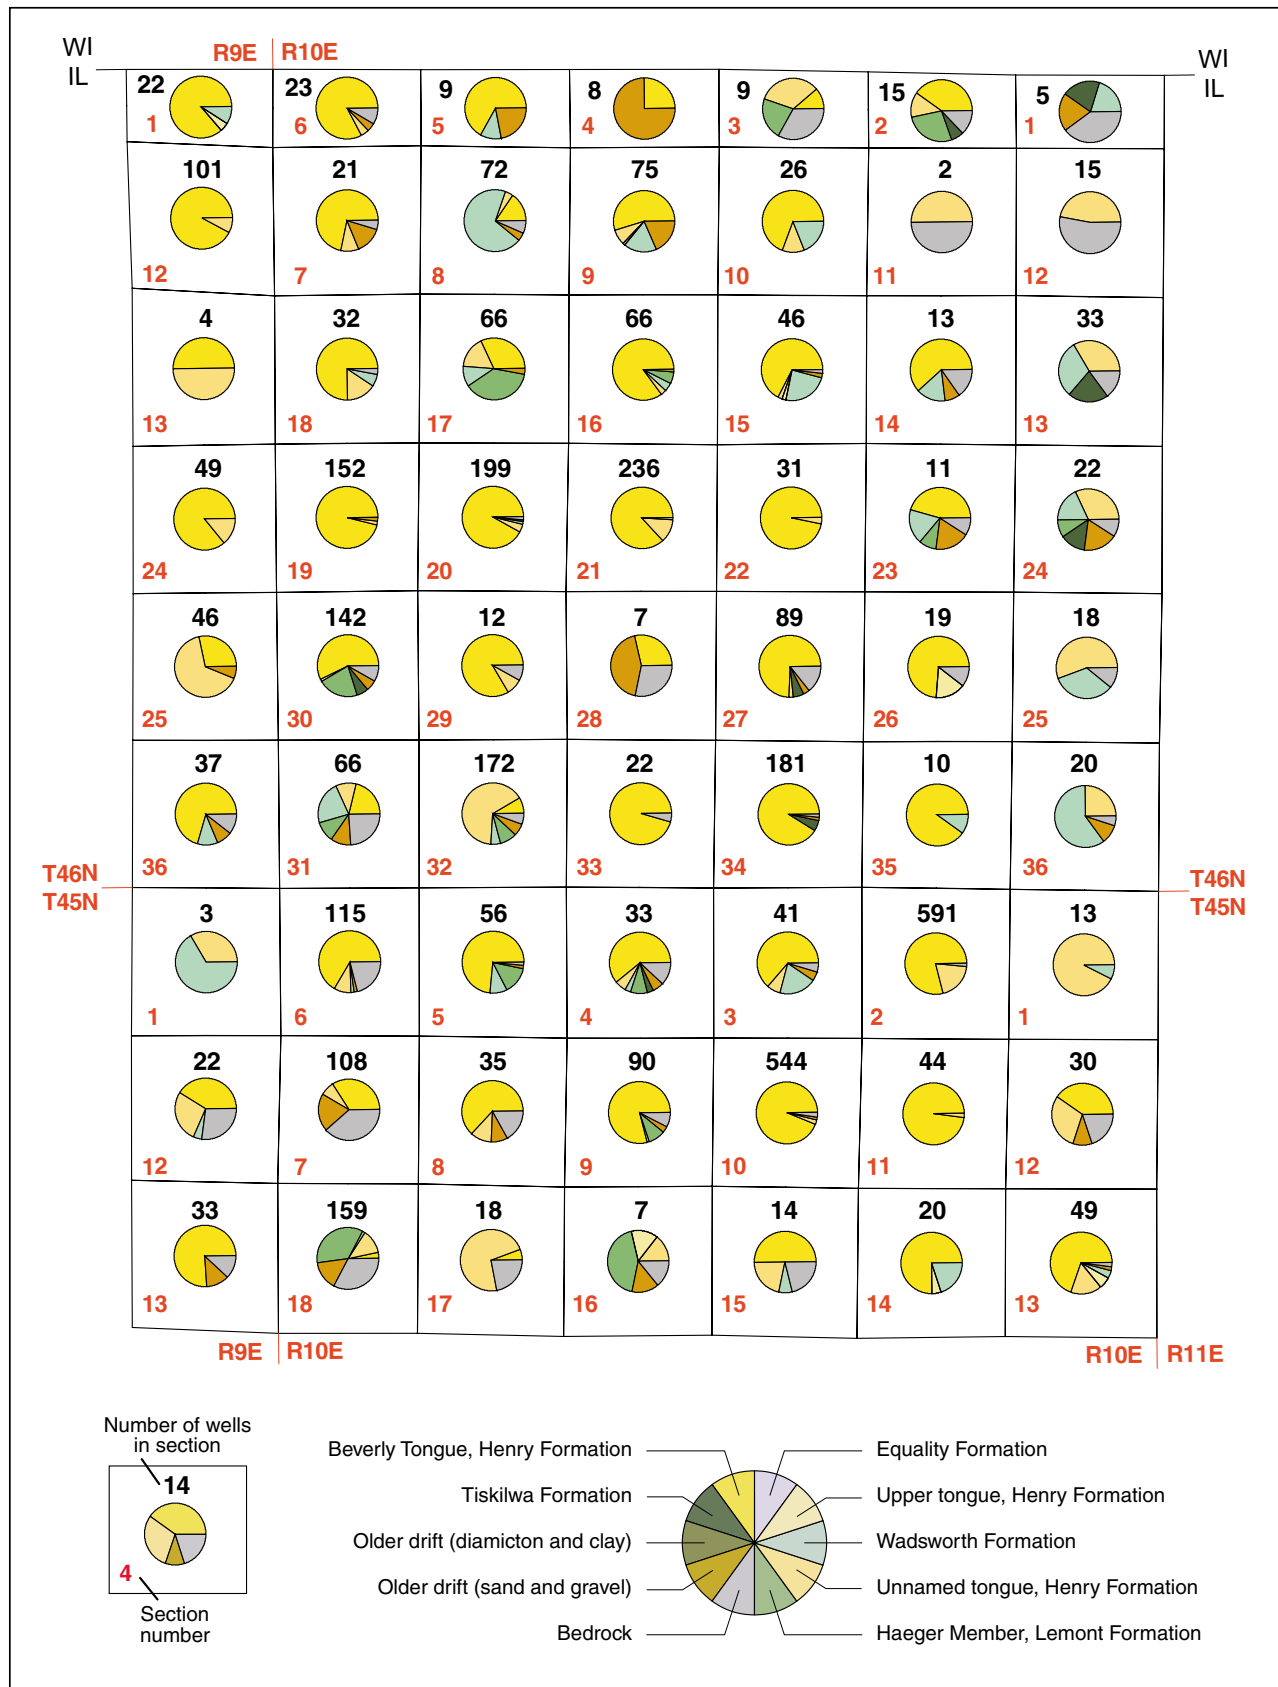 WI
IL
R9E R10E
WI
IL
22 23 9 8 9 15 5
1 6 5 4 3 2 1
101 21 72 75 26 2 15
12 7 8 9 10 11 12
4 32 66 66 46 13 33
13 18 17 16 15 14 13
49 152 199 236 31 11 22
24 19 20 21 22 23 24
46 142 12 7 89 19 18
25 30 29 28 27 26 25
37 66 172 22 181 10 20
36 31 32 33 34 35 36
T46N T46N
T45N T45N
3 115 56 33 41 591 13
1 6 5 4 3 2 1
22 108 35 90 544 44 30
12 7 8 9 10 11 12
33 159 18 7 14 20 49
13 18 17 16 15 14 13
R9E R10E R10E R11E
Number of wells
in section
14
4
Section
number
Beverly Tongue, Henry Formation
Tiskilwa Formation
Older drift (diamicton and clay)
Older drift (sand and gravel)
Bedrock
Equality Formation
Upper tongue, Henry Formation
Wadsworth Formation
Unnamed tongue, Henry Formation
Haeger Member, Lemont Formation